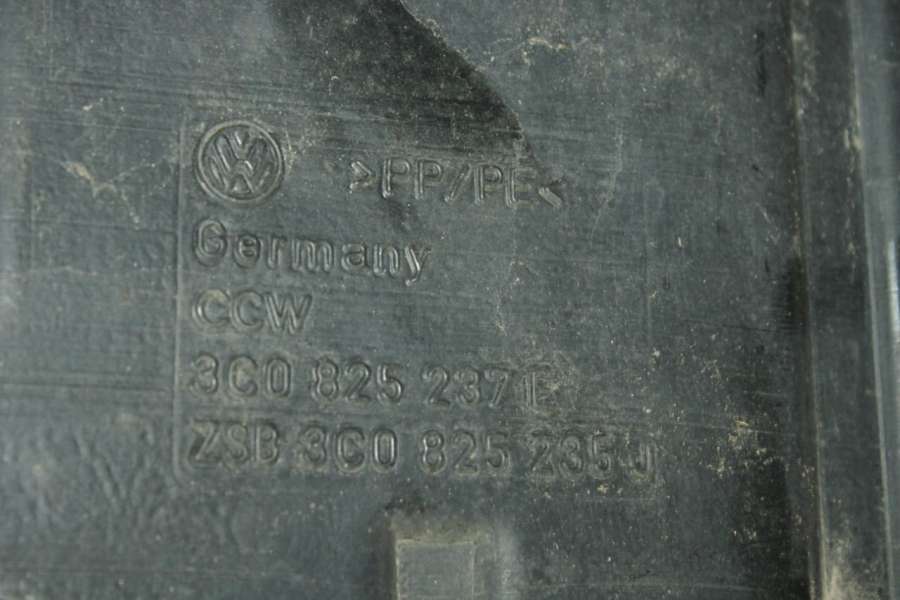 >PP/PE<
Germany
CCW
3C0 825 237
ZSB 3C0 825 235 J